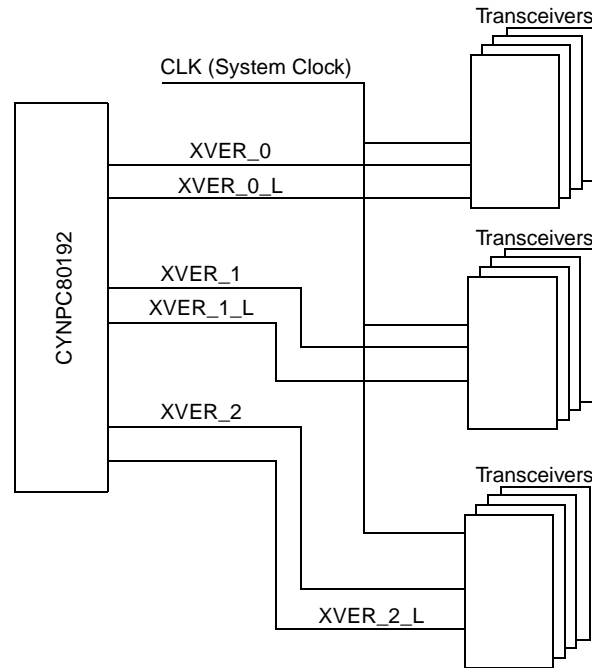 Transceivers
CLK (System Clock)
XVER_0
XVER_0_L
CYNPC80192
Transceivers
XVER_1
XVER_1_L
XVER_2
Transceivers
XVER_2_L